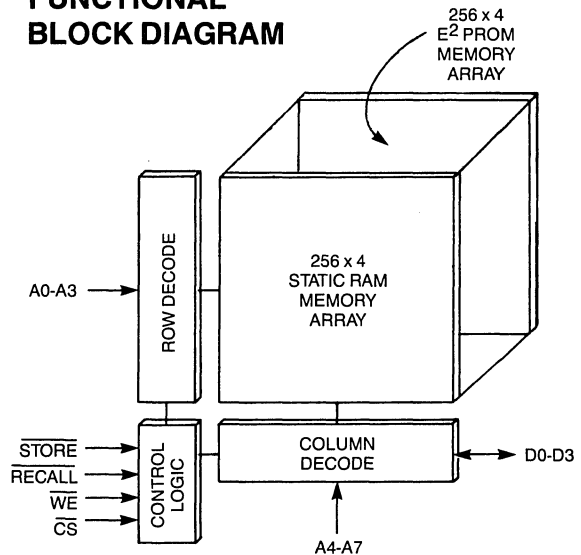 FUNCTIONAL
BLOCK DIAGRAM
256 x 4
E2 PROM
MEMORY
ARRAY
ROW DECODE
256 x 4
STATIC RAM
MEMORY
ARRAY
A0-A3
STORE
RECALL
WE
CS
CONTROL
LOGIC
COLUMN
DECODE
D0-D3
A4-A7